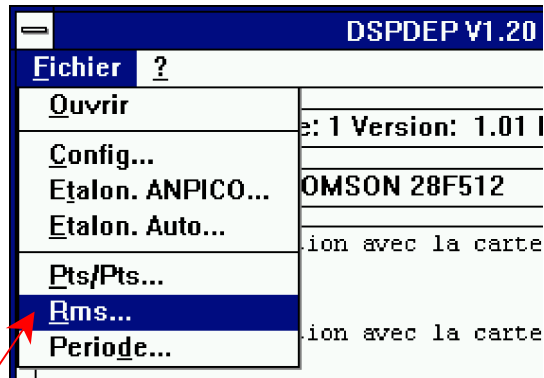 DSPDEP V1.20
Fichier ?
Ouvrir
e: 1 Version: 1.01
Config...
Etalon. ANPICO...
OMSON 28F512
Etalon. Auto...
ion avec la carte
Pts/Pts...
Rms...
ion avec la carte
Periode...